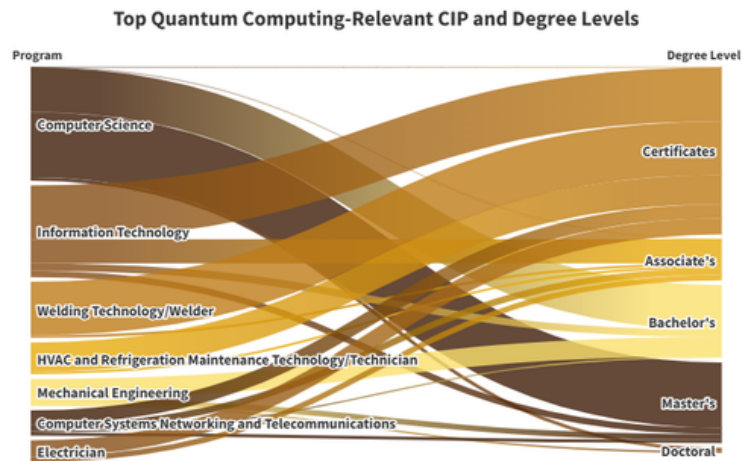 Top Quantum Computing-Relevant CIP and Degree Levels
Program
Degree Level
Computer Science
Information Technology
Welding Technology/Welder
HVAC and Refrigeration Maintenance Technology/Technician
Mechanical Engineering
Computer Systems Networking and Telecommunications
Electrician
Certificates
Associate's
Bachelor's
Master's
Doctoral